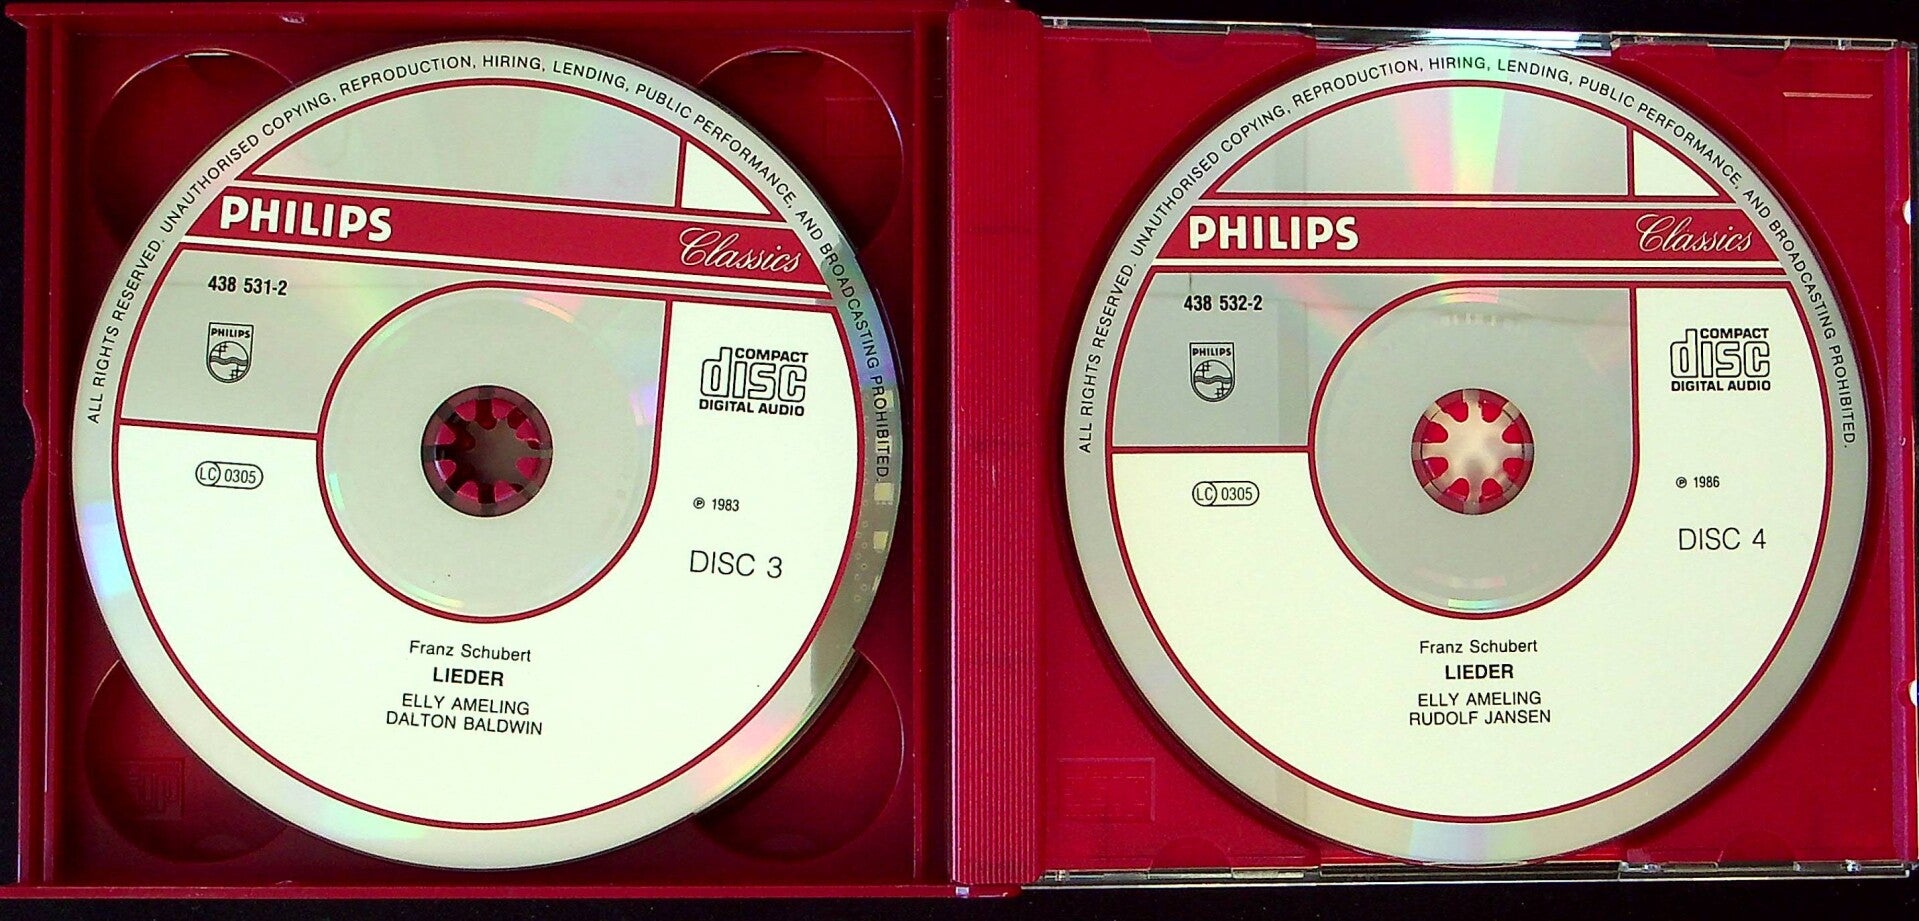 ALL RIGHTS RESERVED. UNAUTHORISED COPYING, REPRODUCTION, HIRING, LENDING, PUBLIC PERFORMANCE, AND BROADCASTING PROHIBITED.
PHILIPS
Classics
438 531-2
PHILIPS
COMPACT
disc
DIGITAL AUDIO
LC 0305
℗ 1983
DISC 3
Franz Schubert
LIEDER
ELLY AMELING
DALTON BALDWIN
ALL RIGHTS RESERVED. UNAUTHORISED COPYING, REPRODUCTION, HIRING, LENDING, PUBLIC PERFORMANCE, AND BROADCASTING PROHIBITED.
PHILIPS
Classics
438 532-2
PHILIPS
COMPACT
disc
DIGITAL AUDIO
LC 0305
℗ 1986
DISC 4
Franz Schubert
LIEDER
ELLY AMELING
RUDOLF JANSEN